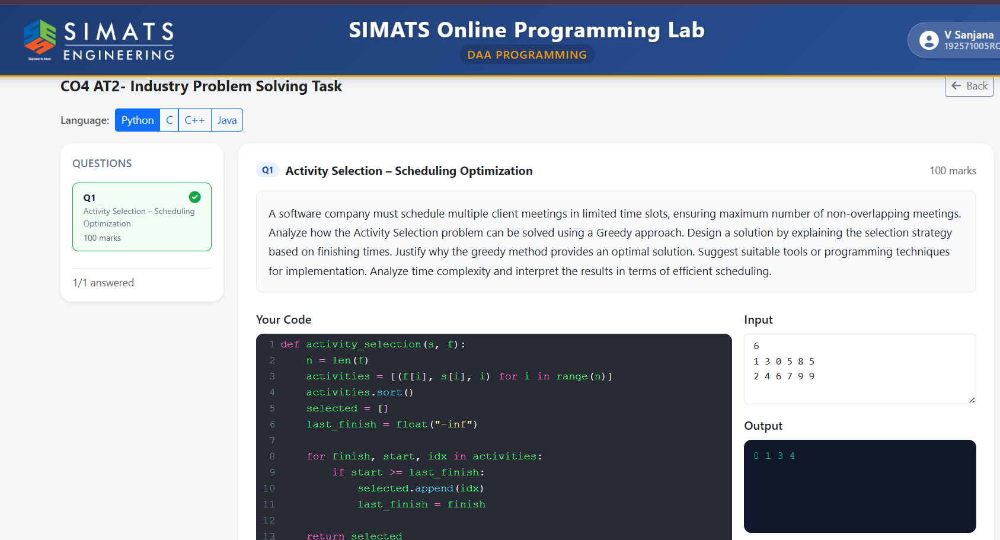 SIMATS
ENGINEERING
Engineer to Excel
SIMATS Online Programming Lab
DAA PROGRAMMING
V Sanjana
192571005RC
CO4 AT2- Industry Problem Solving Task
Back
Language: Python C C++ Java
QUESTIONS
Q1
Activity Selection – Scheduling
Optimization
100 marks
1/1 answered
Q1 Activity Selection – Scheduling Optimization 100 marks
A software company must schedule multiple client meetings in limited time slots, ensuring maximum number of non-overlapping meetings.
Analyze how the Activity Selection problem can be solved using a Greedy approach. Design a solution by explaining the selection strategy
based on finishing times. Justify why the greedy method provides an optimal solution. Suggest suitable tools or programming techniques
for implementation. Analyze time complexity and interpret the results in terms of efficient scheduling.
Your Code
1 def activity_selection(s, f):
2     n = len(f)
3     activities = [(f[i], s[i], i) for i in range(n)]
4     activities.sort()
5     selected = []
6     last_finish = float("-inf")
7
8     for finish, start, idx in activities:
9         if start >= last_finish:
10             selected.append(idx)
11             last_finish = finish
12
13     return selected
Input
6
1 3 0 5 8 5
2 4 6 7 9 9
Output
0 1 3 4